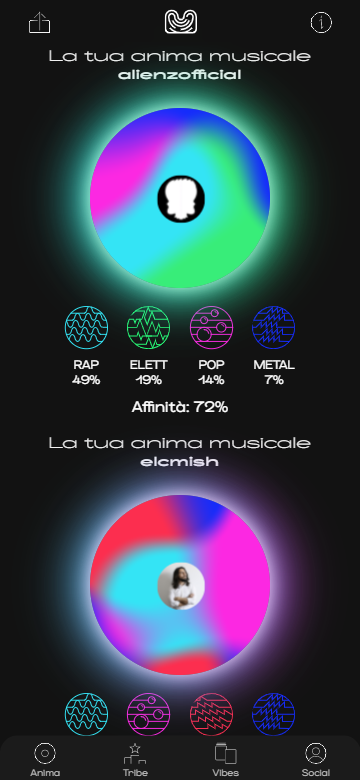 La tua anima musicale
alienzofficial
RAP ELETT POP METAL
49% 19% 14% 7%
Affinità: 72%
La tua anima musicale
elcmish
Anima Tribe Vibes Social